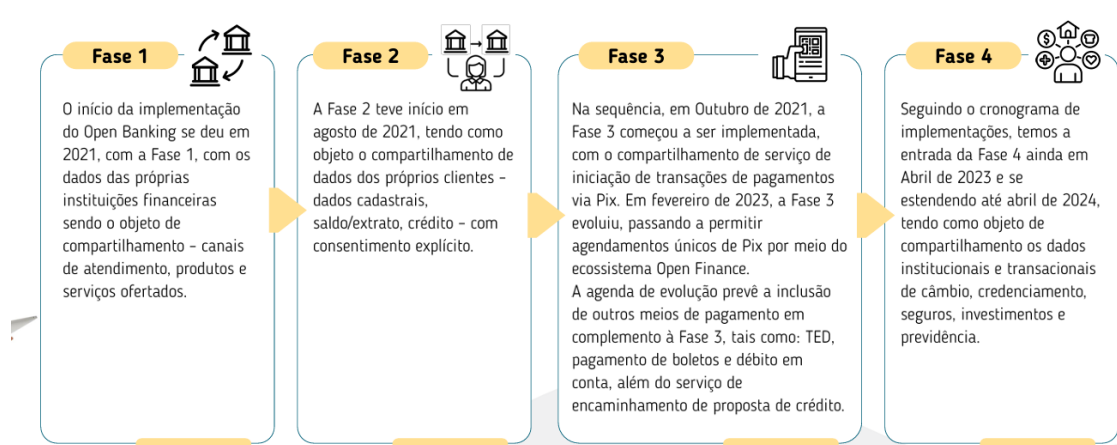 Fase 1
O início da implementação
do Open Banking se deu em
2021, com a Fase 1, com os
dados das próprias
instituições financeiras
sendo o objeto de
compartilhamento – canais
de atendimento, produtos e
serviços ofertados.
Fase 2
A Fase 2 teve início em
agosto de 2021, tendo como
objeto o compartilhamento de
dados dos próprios clientes –
dados cadastrais,
saldo/extrato, crédito – com
consentimento explícito.
Fase 3
Na sequência, em Outubro de 2021, a
Fase 3 começou a ser implementada,
com o compartilhamento de serviço de
iniciação de transações de pagamentos
via Pix. Em fevereiro de 2023, a Fase 3
evoluiu, passando a permitir
agendamentos únicos de Pix por meio do
ecossistema Open Finance.
A agenda de evolução prevê a inclusão
de outros meios de pagamento em
complemento à Fase 3, tais como: TED,
pagamento de boletos e débito em
conta, além do serviço de
encaminhamento de proposta de crédito.
Fase 4
Seguindo o cronograma de
implementações, temos a
entrada da Fase 4 ainda em
Abril de 2023 e se
estendendo até abril de 2024,
tendo como objeto de
compartilhamento os dados
institucionais e transacionais
de câmbio, credenciamento,
seguros, investimentos e
previdência.